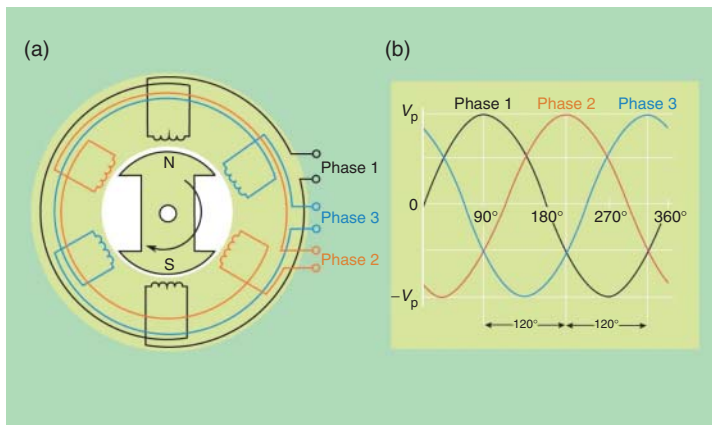 (a)
N
S
Phase 1
Phase 3
Phase 2
(b)
Phase 1 Phase 2 Phase 3
Vp
0
90° 180° 270° 360°
−Vp
120° 120°